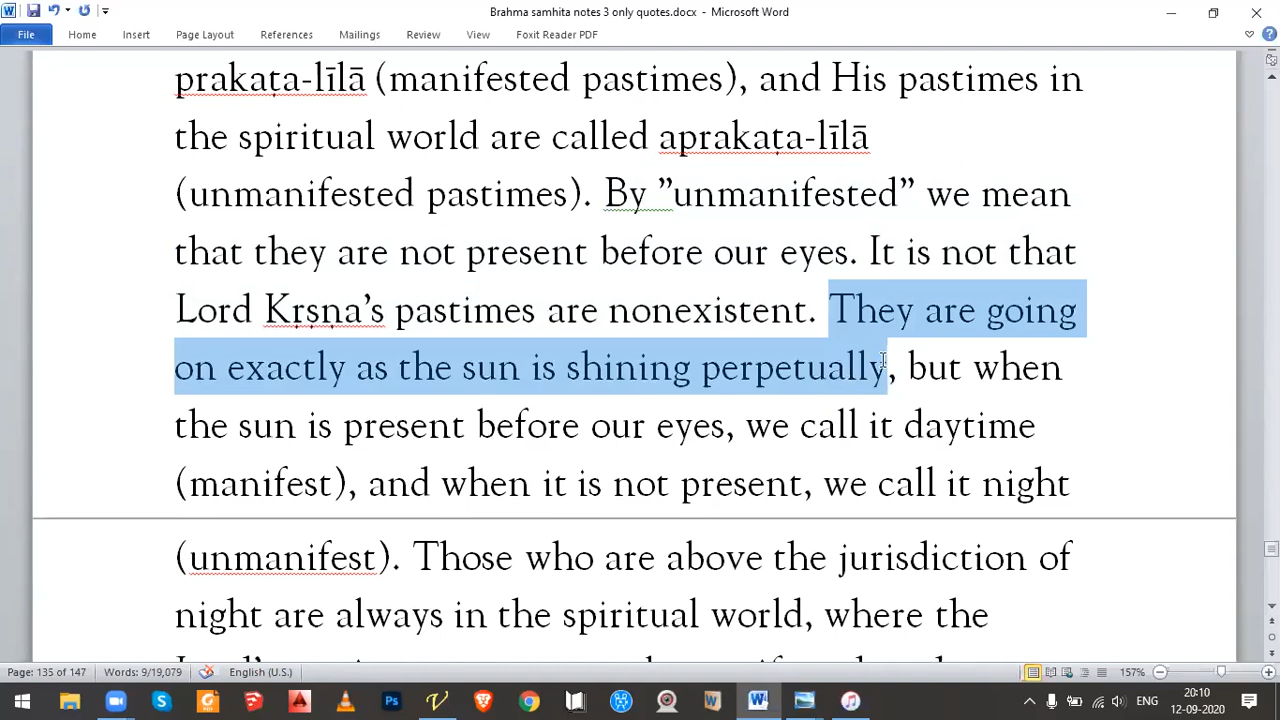 Brahma samhita notes 3 only quotes.docx - Microsoft Word
File Home Insert Page Layout References Mailings Review View Foxit Reader PDF
prakaṭa-līlā (manifested pastimes), and His pastimes in
the spiritual world are called aprakaṭa-līlā
(unmanifested pastimes). By ”unmanifested” we mean
that they are not present before our eyes. It is not that
Lord Kṛṣṇa’s pastimes are nonexistent. They are going
on exactly as the sun is shining perpetually, but when
the sun is present before our eyes, we call it daytime
(manifest), and when it is not present, we call it night
(unmanifest). Those who are above the jurisdiction of
night are always in the spiritual world, where the
Page: 135 of 147 Words: 9/19,079 English (U.S.) 157%
ENG 20:10
12-09-2020